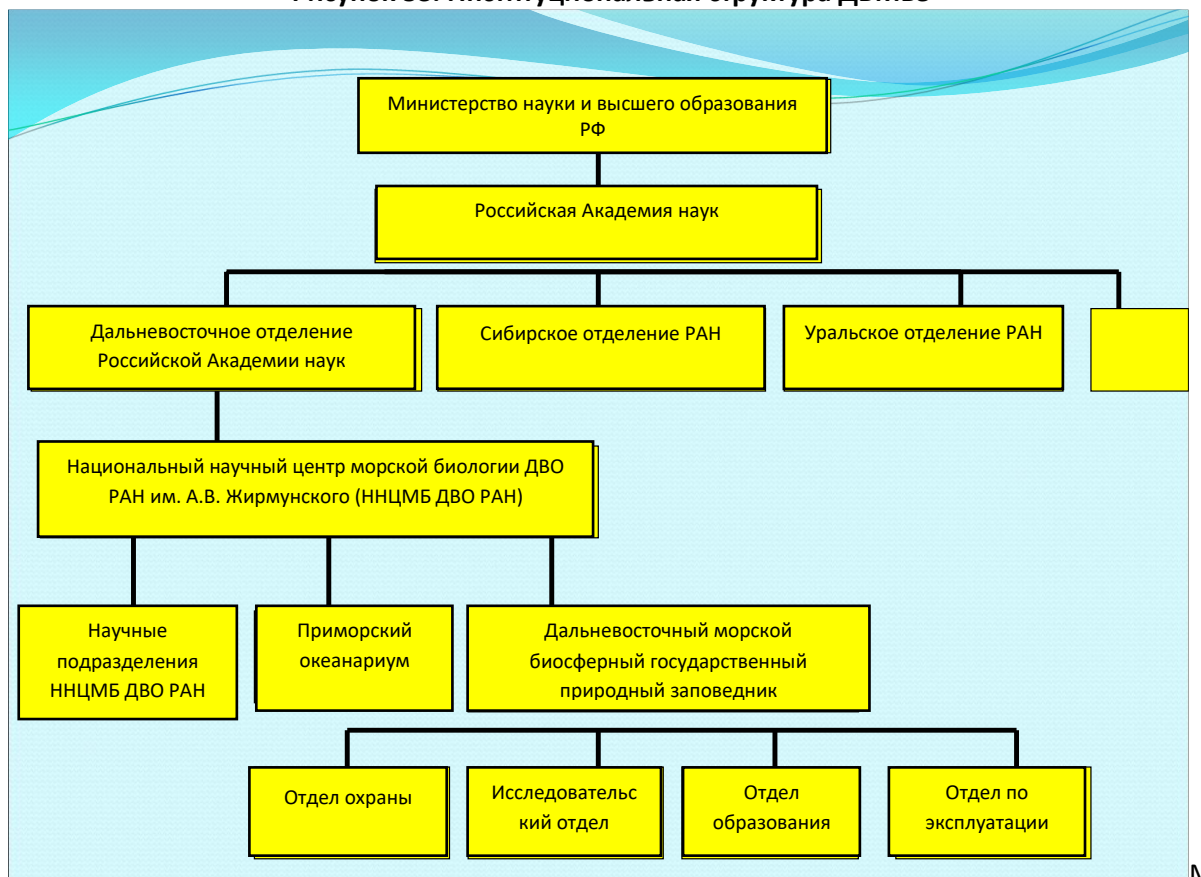 Министерство науки и высшего образования
РФ
Российская Академия наук
Дальневосточное отделение
Российской Академии наук
Сибирское отделение РАН
Уральское отделение РАН
Национальный научный центр морской биологии ДВО
РАН им. А.В. Жирмунского (ННЦМБ ДВО РАН)
Научные
подразделения
ННЦМБ ДВО РАН
Приморский
океанариум
Дальневосточный морской
биосферный государственный
природный заповедник
Отдел охраны
Исследовательс
кий отдел
Отдел
образования
Отдел по
эксплуатации